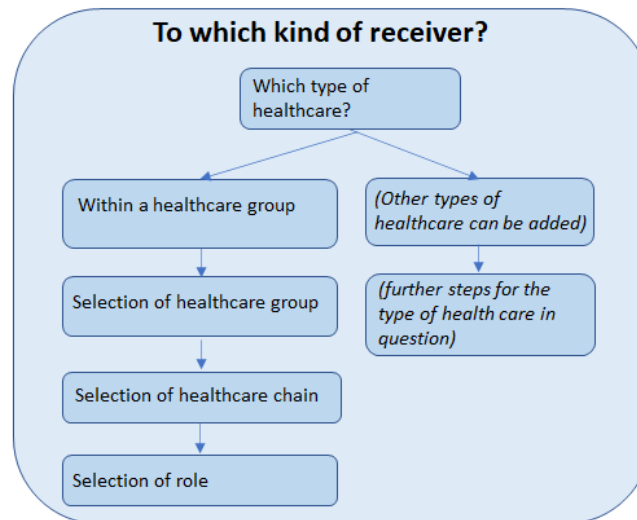 To which kind of receiver?
Which type of
healthcare?
Within a healthcare group
(Other types of
healthcare can be added)
Selection of healthcare group
(further steps for the
type of health care in
question)
Selection of healthcare chain
Selection of role